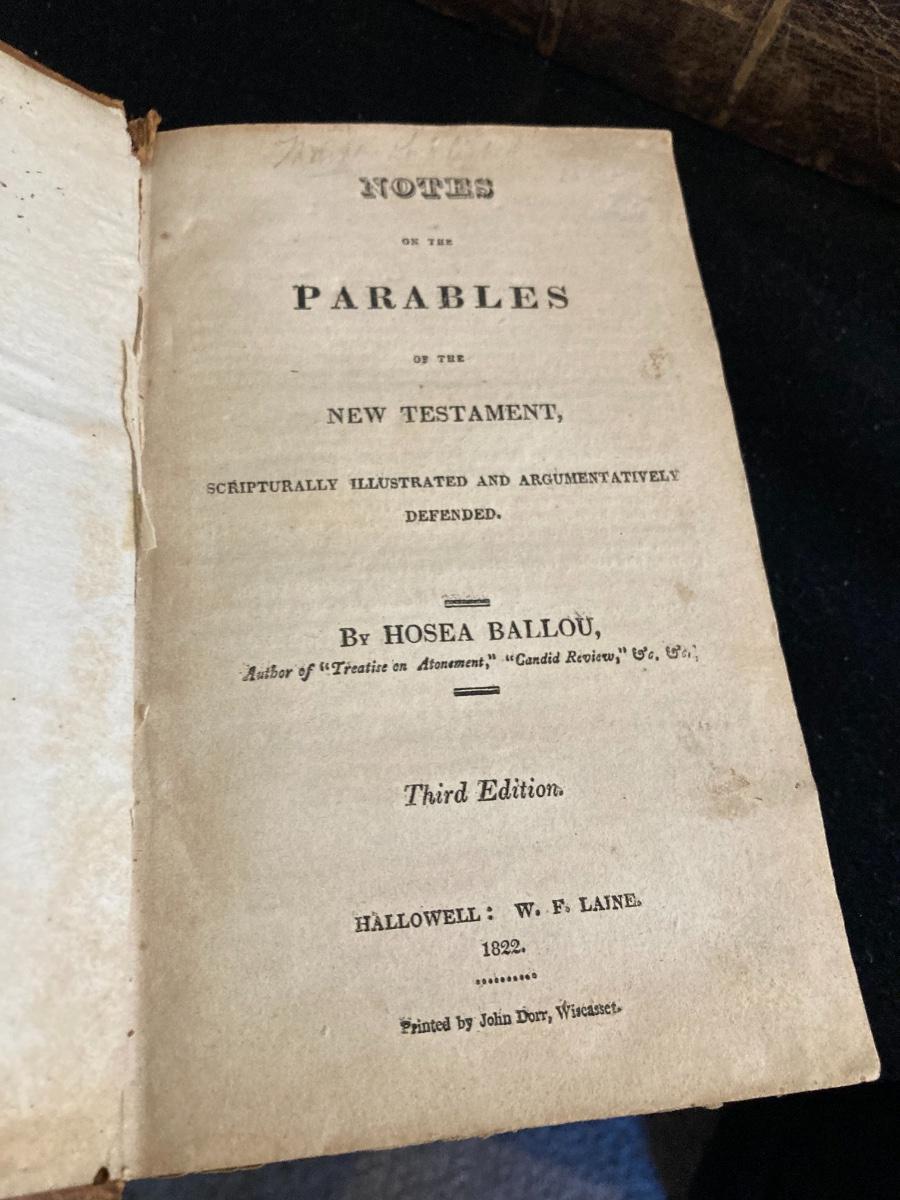 NOTES
ON THE
PARABLES
OF THE
NEW TESTAMENT,
SCRIPTURALLY ILLUSTRATED AND ARGUMENTATIVELY
DEFENDED.
By HOSEA BALLOU,
Author of "Treatise on Atonement," "Candid Review," &c. &c.
Third Edition.
HALLOWELL: W. F. LAINE.
1822.
Printed by John Dorr, Wiscasset.